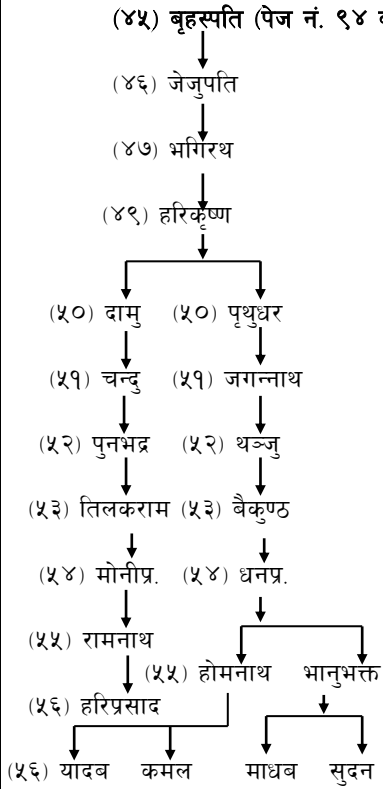 (४५) बृहस्पति (पेज नं. ९४
(४६) जेजुपति
(४७) भगिरथ
(४९) हरिकृष्ण
(५०) दामु (५०) पृथुधर
(५१) चन्दु (५१) जगन्नाथ
(५२) पुनभद्र (५२) थञ्जु
(५३) तिलकराम (५३) बैकुण्ठ
(५४) मोनीप्र. (५४) धनप्र.
(५५) रामनाथ
(५५) होमनाथ भानुभक्त
(५६) हरिप्रसाद
(५६) यादब कमल माधब सुदन